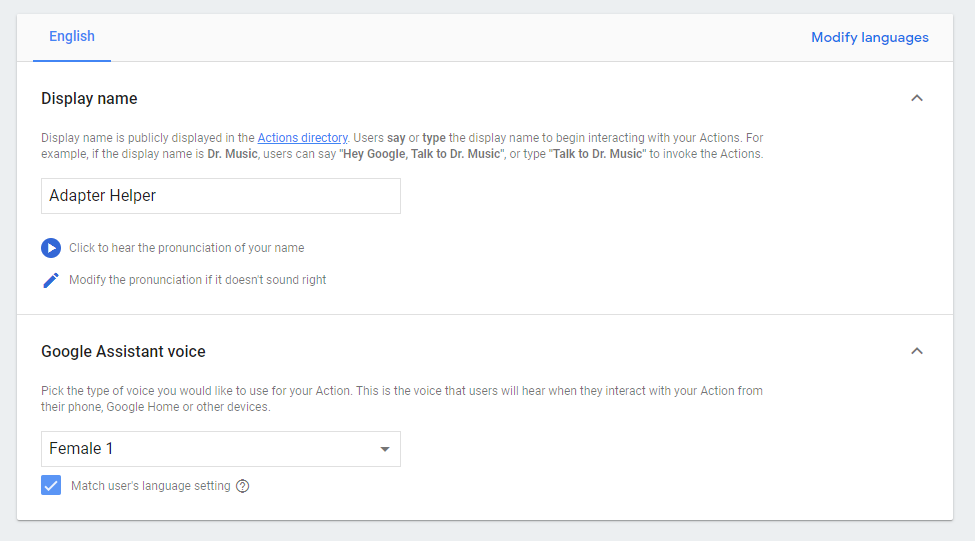 English
Modify languages
Display name
Display name is publicly displayed in the Actions directory. Users say or type the display name to begin interacting with your Actions. For
example, if the display name is Dr. Music, users can say "Hey Google, Talk to Dr. Music", or type "Talk to Dr. Music" to invoke the Actions.
Adapter Helper
Click to hear the pronunciation of your name
Modify the pronunciation if it doesn't sound right
Google Assistant voice
Pick the type of voice you would like to use for your Action. This is the voice that users will hear when they interact with your Action from
their phone, Google Home or other devices.
Female 1
Match user's language setting ?